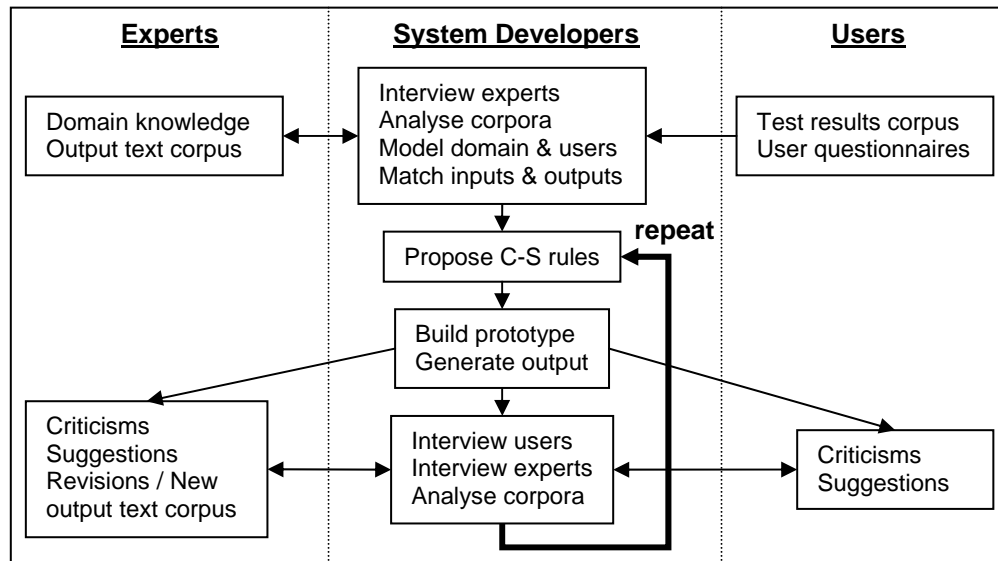 Experts
System Developers
Users
Domain knowledge
Output text corpus
Interview experts
Analyse corpora
Model domain & users
Match inputs & outputs
Test results corpus
User questionnaires
repeat
Propose C-S rules
Build prototype
Generate output
Criticisms
Suggestions
Revisions / New
output text corpus
Interview users
Interview experts
Analyse corpora
Criticisms
Suggestions